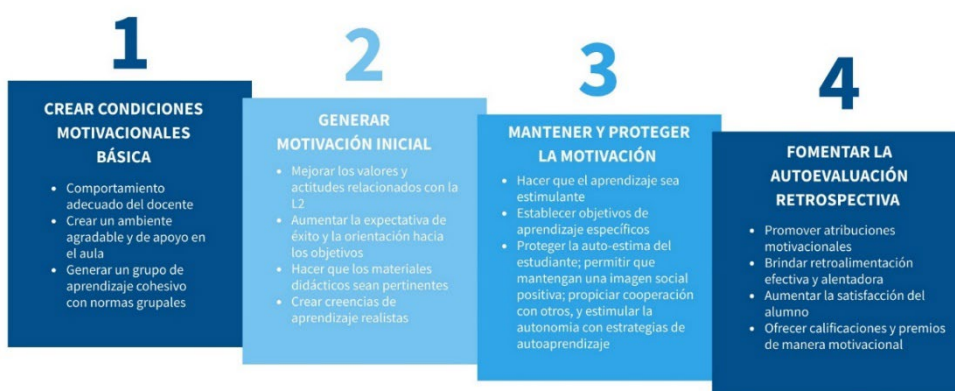 1
CREAR CONDICIONES
MOTIVACIONALES
BÁSICA
• Comportamiento
adecuado del docente
• Crear un ambiente
agradable y de apoyo en
el aula
• Generar un grupo de
aprendizaje cohesivo
con normas grupales
2
GENERAR
MOTIVACIÓN INICIAL
• Mejorar los valores y
actitudes relacionados con la
L2
• Aumentar la expectativa de
éxito y la orientación hacia
los objetivos
• Hacer que los materiales
didácticos sean pertinentes
• Crear creencias de
aprendizaje realistas
3
MANTENER Y PROTEGER
LA MOTIVACIÓN
• Hacer que el aprendizaje sea
estimulante
• Establecer objetivos de
aprendizaje específicos
• Proteger la auto-estima del
estudiante; permitir que
mantengan una imagen social
positiva; propiciar cooperación
con otros, y estimular la
autonomia con estrategias de
autoaprendizaje
4
FOMENTAR LA
AUTOEVALUACIÓN
RETROSPECTIVA
• Promover atribuciones
motivacionales
• Brindar retroalimentación
efectiva y alentadora
• Aumentar la satisfacción del
alumno
• Ofrecer calificaciones y premios
de manera motivacional